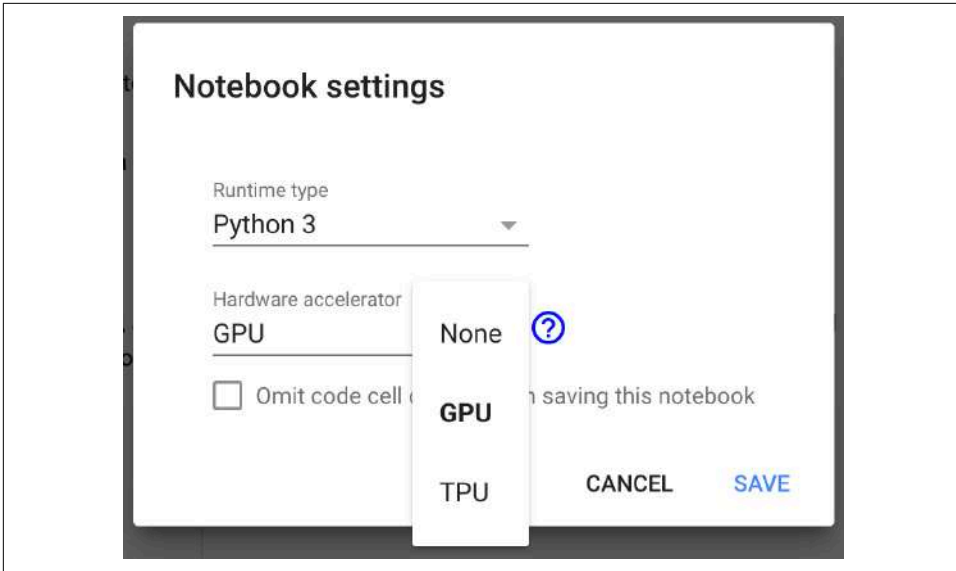 Notebook settings
Runtime type
Python 3
Hardware accelerator
GPU
None
GPU
TPU
Omit code cell saving this notebook
CANCEL SAVE